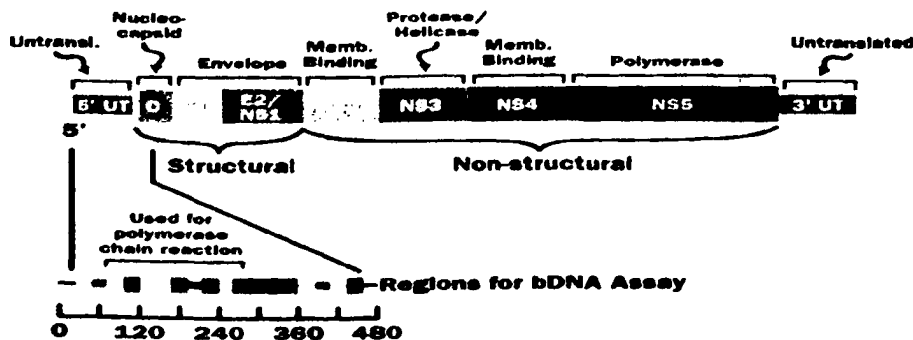 Nucleo-
capsid
Protease/
Helicase
Untransl.
Envelope
Memb.
Binding
Memb.
Binding
Polymerase
Untranslated
5' UT
C
E2/
NS1
NS3
NS4
NS5
3' UT
5'
Structural
Non-structural
Used for
polymerase
chain reaction
Regions for bDNA Assay
0 120 240 360 480